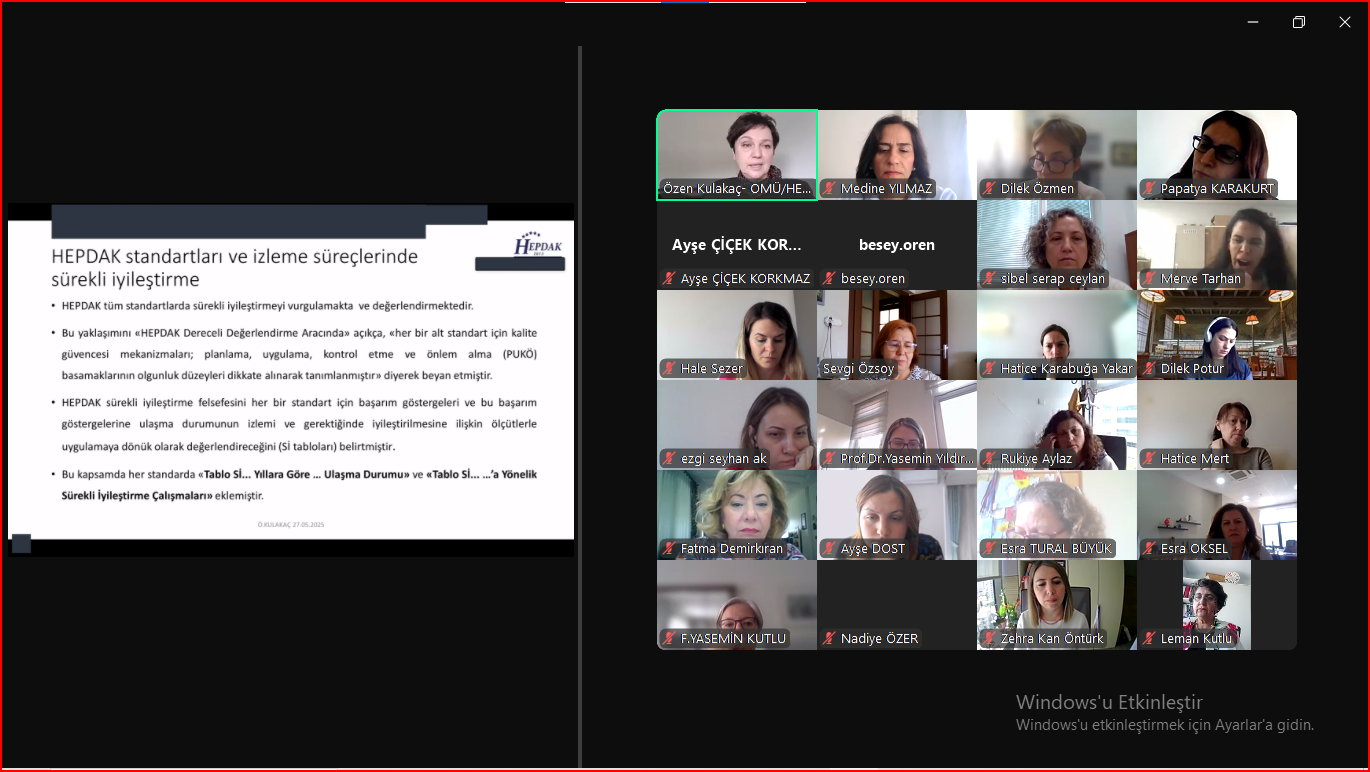 HEPDAK standartları ve izleme süreçlerinde
sürekli iyileştirme
HEPDAK
• HEPDAK tüm standartlarda sürekli iyileştirmeyi vurgulamakta ve değerlendirmektedir.
• Bu yaklaşımını «HEPDAK Dereceli Değerlendirme Aracında» açıkça, «her bir alt standart için kalite
güvencesi mekanizmaları; planlama, uygulama, kontrol etme ve önlem alma (PUKÖ)
basamaklarının olgunluk düzeyleri dikkate alınarak tanımlanmıştır» diyerek beyan etmiştir.
• HEPDAK sürekli iyileştirme felsefesini her bir standart için başarım göstergeleri ve bu başarım
göstergelerine ulaşma durumunun izlemi ve gerektiğinde iyileştirilmesine ilişkin ölçütlerle
uygulamaya dönük olarak değerlendireceğini (Sİ tabloları) belirtmiştir.
• Bu kapsamda her standarda «Tablo Sİ... Yıllara Göre ... Ulaşma Durumu» ve «Tablo Sİ... ...'a Yönelik
Sürekli İyileştirme Çalışmaları» eklemiştir.
Ö.KULAKAÇ 27.05.2025
Özen Kulakaç- OMÜ/HE...
Medine YILMAZ
Dilek Özmen
Papatya KARAKURT
Ayşe ÇİÇEK KOR...
besey.oren
Ayşe ÇİÇEK KORKMAZ
besey.oren
sibel serap ceylan
Merve Tarhan
Hale Sezer
Sevgi Özsoy
Hatice Karabuğa Yakar
Dilek Potur
ezgi seyhan ak
Prof.Dr.Yasemin Yıldır...
Rukiye Aylaz
Hatice Mert
Fatma Demirkıran
Ayşe DOST
Esra TURAL BÜYÜK
Esra OKSEL
F.YASEMİN KUTLU
Nadiye ÖZER
Zehra Kan Öntürk
Leman Kutlu
Windows'u Etkinleştir
Windows'u etkinleştirmek için Ayarlar'a gidin.